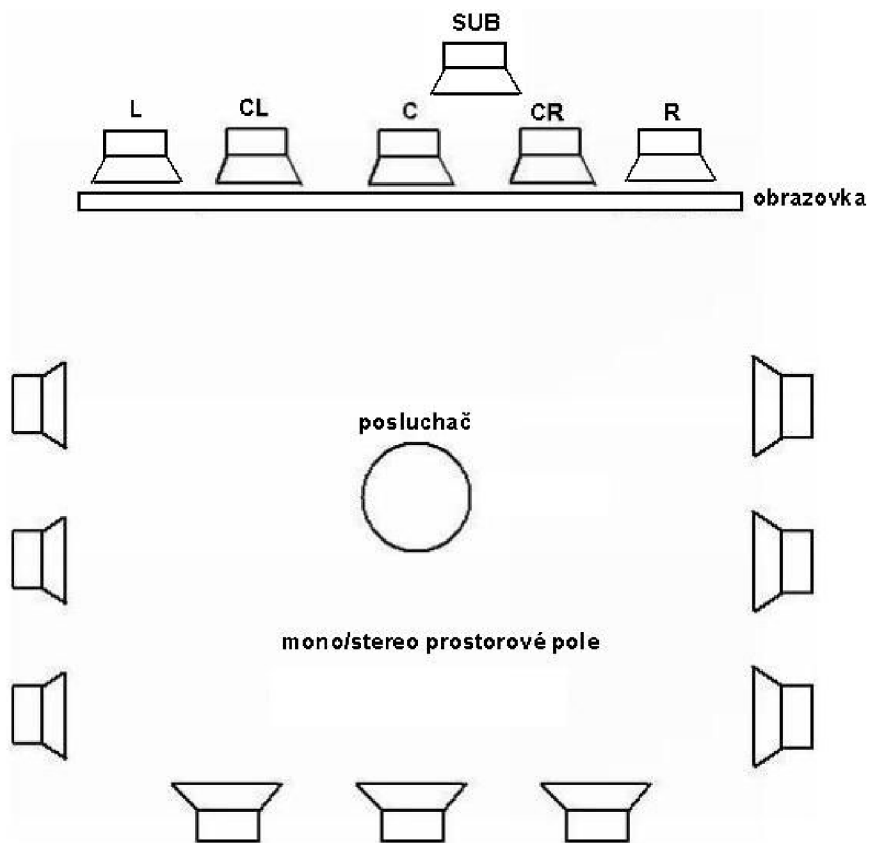 SUB
L
CL
C
CR
R
obrazovka
posluchač
mono/stereo prostorové pole